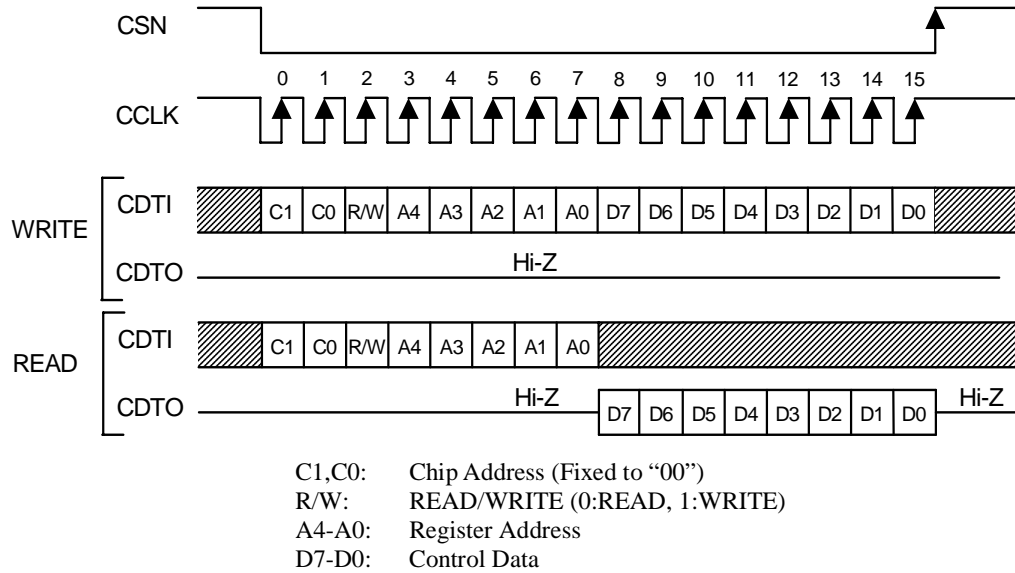 CSN
0 1 2 3 4 5 6 7 8 9 10 11 12 13 14 15
CCLK
WRITE
CDTI
C1 C0 R/W A4 A3 A2 A1 A0 D7 D6 D5 D4 D3 D2 D1 D0
CDTO
Hi-Z
READ
CDTI
C1 C0 R/W A4 A3 A2 A1 A0
CDTO
Hi-Z
D7 D6 D5 D4 D3 D2 D1 D0
Hi-Z
C1,C0: Chip Address (Fixed to “00”)
R/W: READ/WRITE (0:READ, 1:WRITE)
A4-A0: Register Address
D7-D0: Control Data